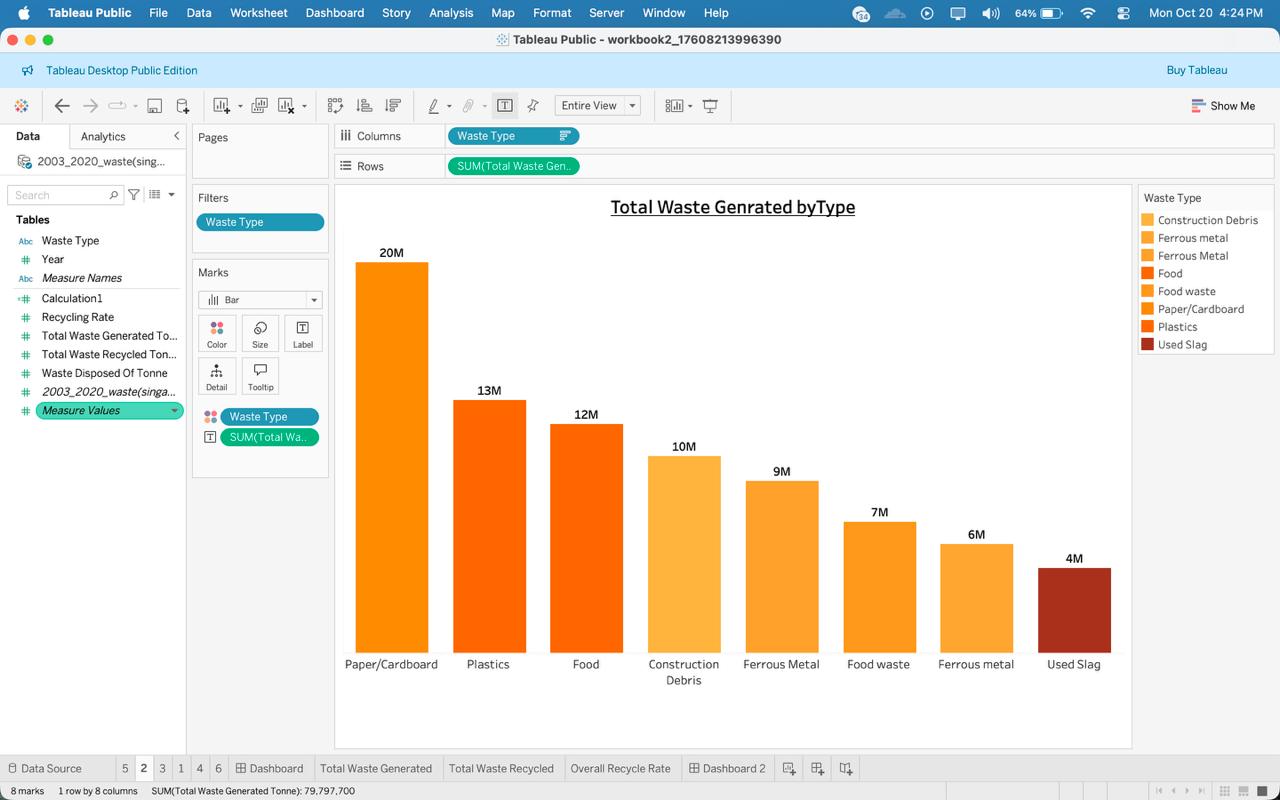 Tableau Public File Data Worksheet Dashboard Story Analysis Map Format Server Window Help 34 64% Mon Oct 20 4:24 PM
Tableau Public - workbook2_17608213996390
Tableau Desktop Public Edition Buy Tableau
Entire View Show Me
Data Analytics
2003_2020_waste(sing...
Search
Tables
Abc Waste Type
Year
Abc Measure Names
Calculation1
Recycling Rate
Total Waste Generated To...
Total Waste Recycled Ton...
Waste Disposed Of Tonne
2003_2020_waste(singa...
Measure Values
Pages
Filters
Waste Type
Marks
Bar
Color Size Label
Detail Tooltip
Waste Type
SUM(Total Wa..
Columns Waste Type
Rows SUM(Total Waste Gen..
Total Waste Genrated byType
20M
13M
12M
10M
9M
7M
6M
4M
Paper/Cardboard Plastics Food Construction Debris Ferrous Metal Food waste Ferrous metal Used Slag
Waste Type
Construction Debris
Ferrous metal
Ferrous Metal
Food
Food waste
Paper/Cardboard
Plastics
Used Slag
Data Source 5 2 3 1 4 6 Dashboard Total Waste Generated Total Waste Recycled Overall Recycle Rate Dashboard 2
8 marks 1 row by 8 columns SUM(Total Waste Generated Tonne): 79,797,700